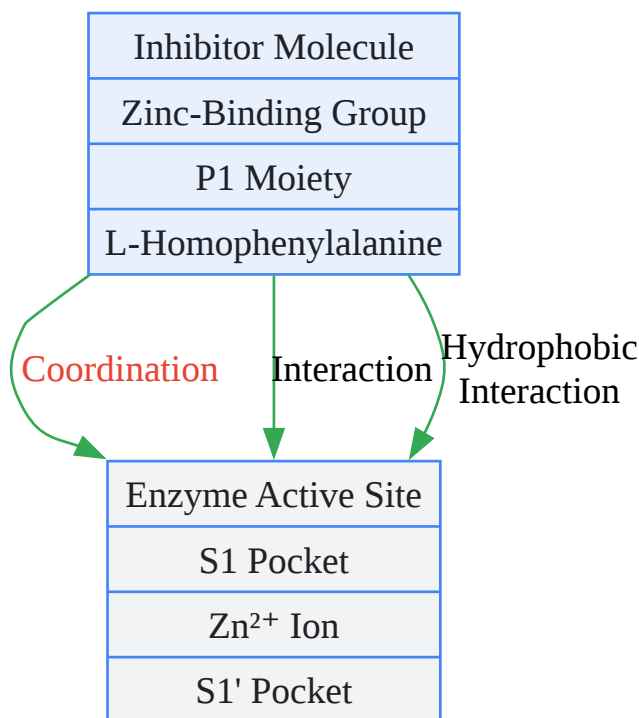 Inhibitor Molecule
Zinc-Binding Group
P1 Moiety
L-Homophenylalanine
Coordination
Interaction
Hydrophobic
Interaction
Enzyme Active Site
S1 Pocket
Zn²⁺ Ion
S1' Pocket